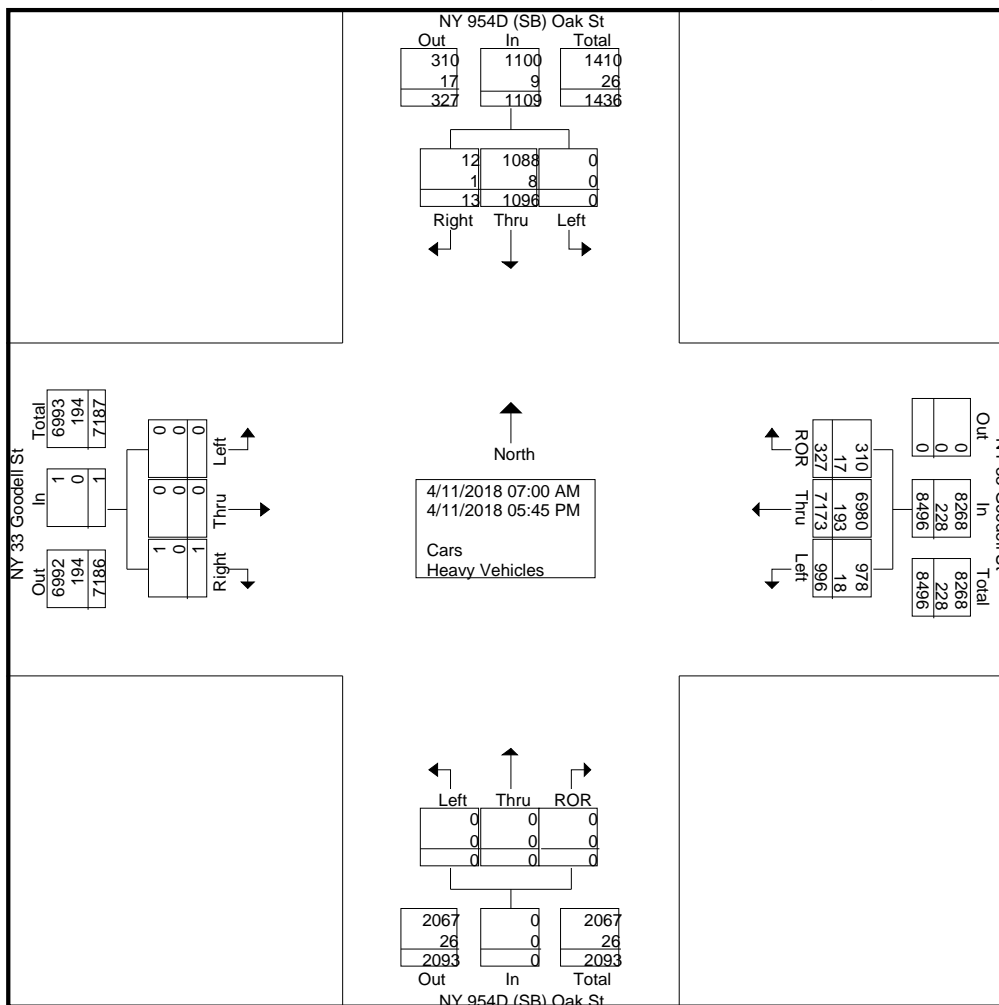 NY 954D (SB) Oak St
Out In Total
310 1100 1410
17 9 26
327 1109 1436
12 1088 0
1 8 0
13 1096 0
Right Thru Left
North
4/11/2018 07:00 AM
4/11/2018 05:45 PM
Cars
Heavy Vehicles
NY 33 Goodell St
Total
6993
194
7187
In
1
0
1
Out
6992
194
7186
Left
0
0
0
Thru
0
0
0
Right
1
0
1
ROR
310
17
327
Thru
6980
193
7173
Left
978
18
996
Out
0
0
0
In
8268
228
8496
Total
8268
228
8496
Left Thru ROR
0 0 0
0 0 0
0 0 0
2067 0 2067
26 0 26
2093 0 2093
Out In Total
NY 954D (SB) Oak St